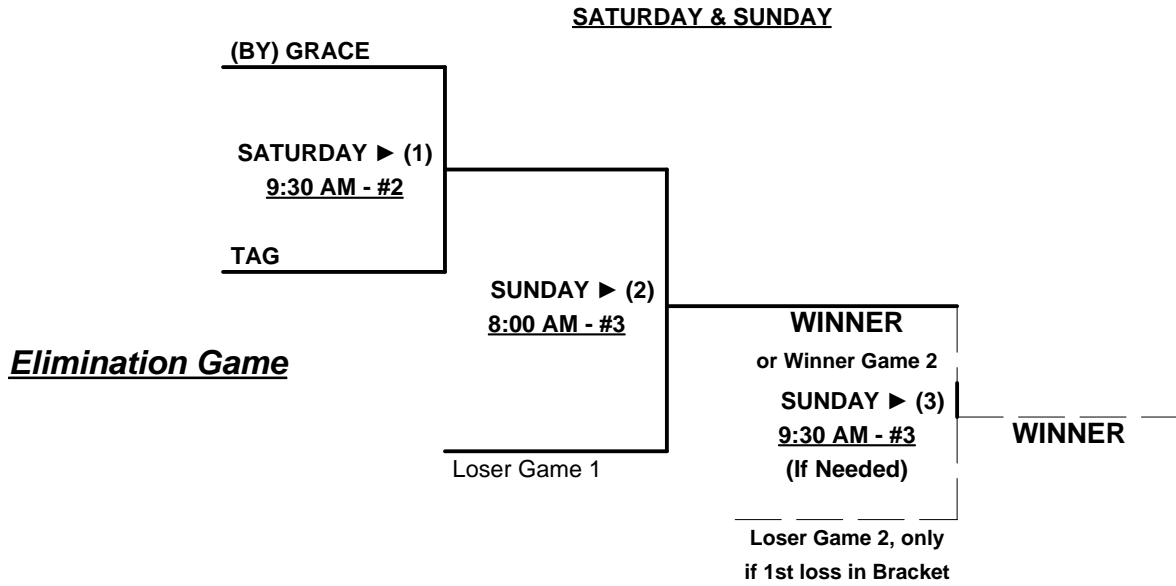 SATURDAY & SUNDAY
(BY) GRACE
SATURDAY ► (1)
9:30 AM - #2
TAG
SUNDAY ► (2)
8:00 AM - #3
Elimination Game
Loser Game 1
WINNER
or Winner Game 2
SUNDAY ► (3)
9:30 AM - #3
(If Needed)
WINNER
Loser Game 2, only
if 1st loss in Bracket